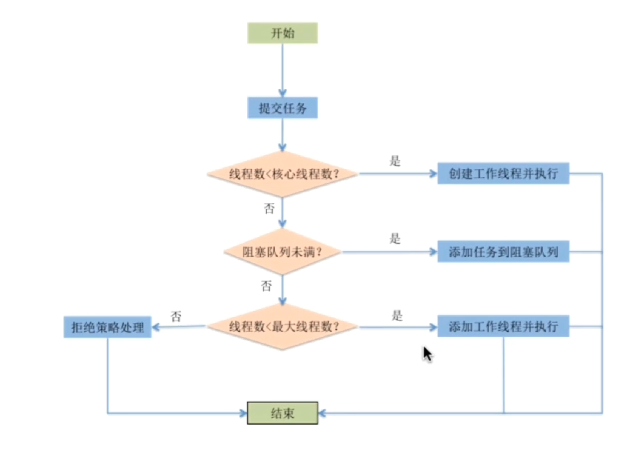 开始
提交任务
线程数<核心线程数?
是
创建工作线程并执行
否
阻塞队列未满?
是
添加任务到阻塞队列
否
拒绝策略处理
否
线程数<最大线程数?
是
添加工作线程并执行
结束